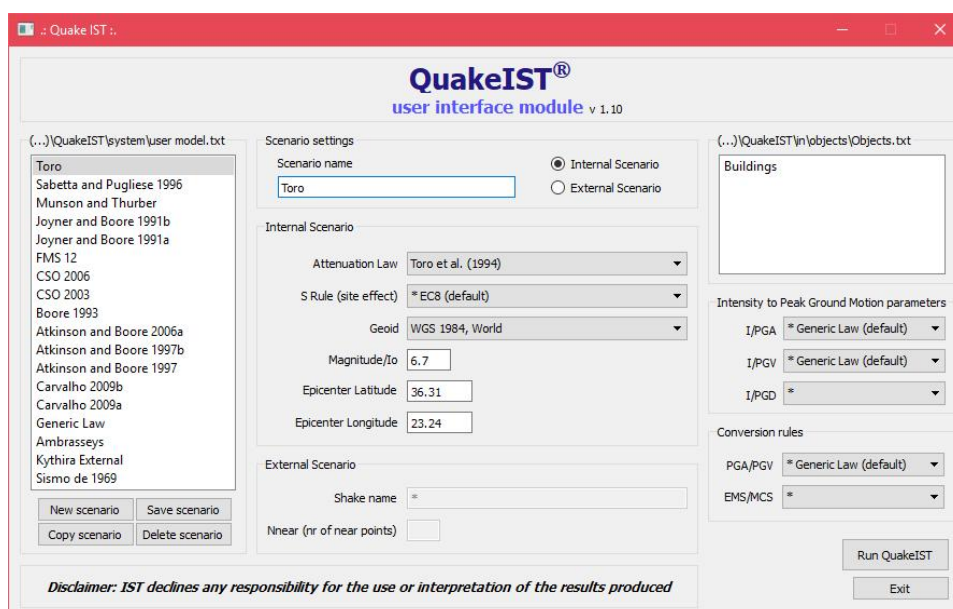 .: Quake IST :.
QuakeIST®
user interface module v 1.10
(...)\QuakeIST\system\user model.txt
Toro
Sabetta and Pugliese 1996
Munson and Thurber
Joyner and Boore 1991b
Joyner and Boore 1991a
FMS 12
CSO 2006
CSO 2003
Boore 1993
Atkinson and Boore 2006a
Atkinson and Boore 1997b
Atkinson and Boore 1997
Carvalho 2009b
Carvalho 2009a
Generic Law
Ambrasseys
Kythira External
Sismo de 1969
New scenario Save scenario
Copy scenario Delete scenario
Scenario settings
Scenario name
Toro
Internal Scenario
External Scenario
Internal Scenario
Attenuation Law Toro et al. (1994)
S Rule (site effect) * EC8 (default)
Geoid WGS 1984, World
Magnitude/Io 6.7
Epicenter Latitude 36.31
Epicenter Longitude 23.24
External Scenario
Shake name *
Nnear (nr of near points)
(...)\QuakeIST\in\objects\Objects.txt
Buildings
Intensity to Peak Ground Motion parameters
I/PGA * Generic Law (default)
I/PGV * Generic Law (default)
I/PGD *
Conversion rules
PGA/PGV * Generic Law (default)
EMS/MCS *
Run QuakeIST
Exit
Disclaimer: IST declines any responsibility for the use or interpretation of the results produced